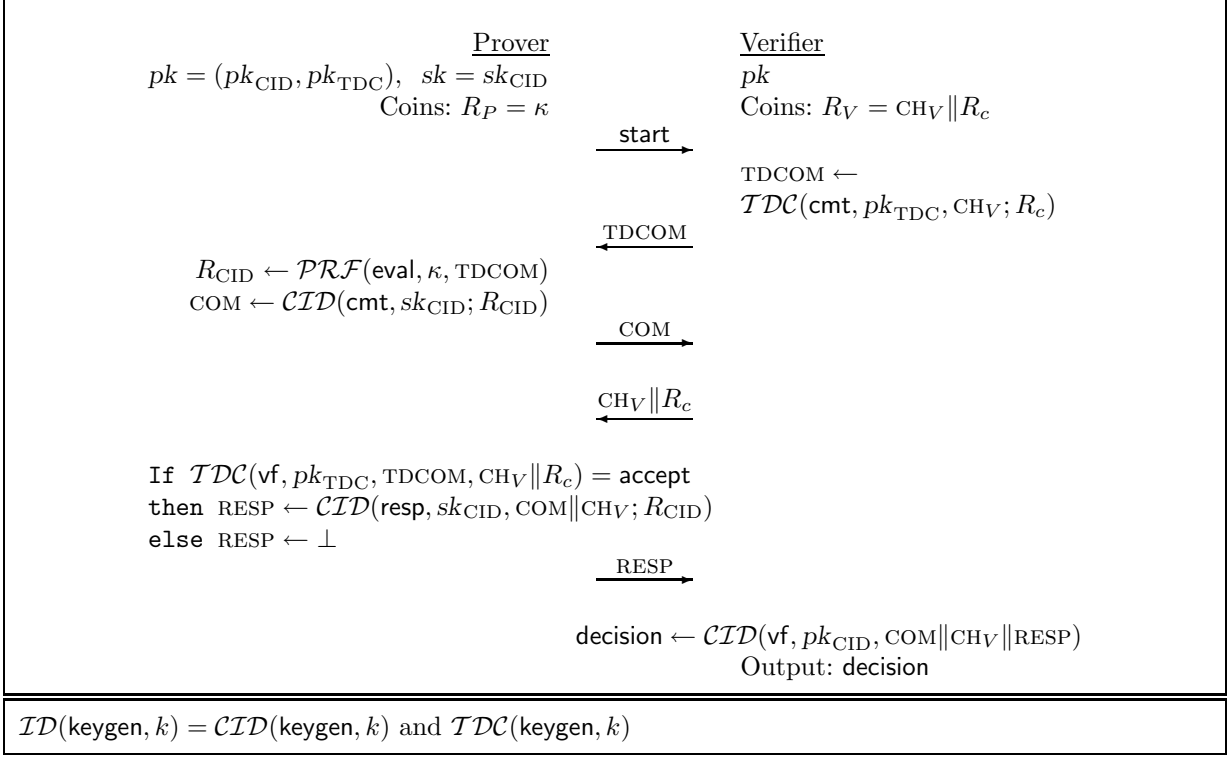 Prover Verifier
pk = (pk_CID, pk_TDC), sk = sk_CID pk
Coins: R_P = κ Coins: R_V = CH_V∥R_c
start
TDCOM ←
𝒯𝒟𝒞(cmt, pk_TDC, CH_V; R_c)
TDCOM
R_CID ← 𝒫ℛℱ(eval, κ, TDCOM)
COM ← 𝒞ℐ𝒟(cmt, sk_CID; R_CID)
COM
CH_V∥R_c
If 𝒯𝒟𝒞(vf, pk_TDC, TDCOM, CH_V∥R_c) = accept
then RESP ← 𝒞ℐ𝒟(resp, sk_CID, COM∥CH_V; R_CID)
else RESP ← ⊥
RESP
decision ← 𝒞ℐ𝒟(vf, pk_CID, COM∥CH_V∥RESP)
Output: decision
ℐ𝒟(keygen, k) = 𝒞ℐ𝒟(keygen, k) and 𝒯𝒟𝒞(keygen, k)